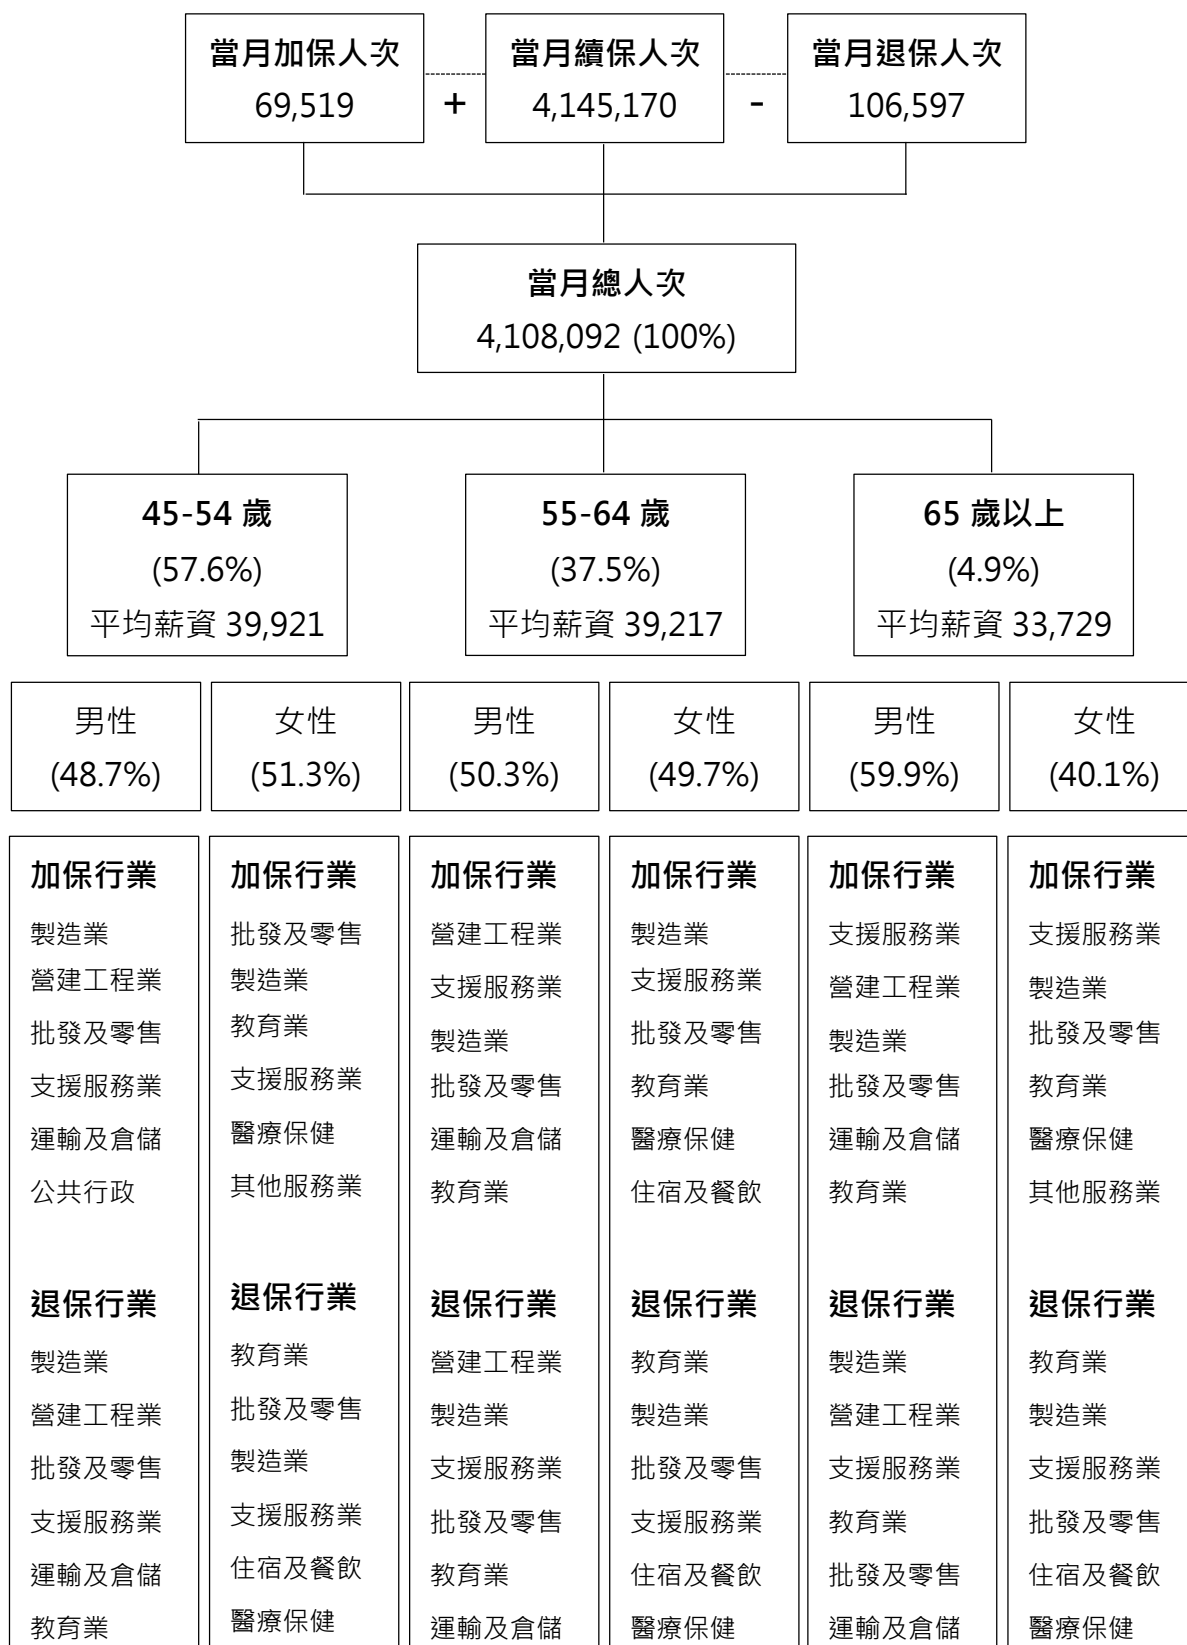 當月加保人次
69,519
+
當月續保人次
4,145,170
-
當月退保人次
106,597
當月總人次
4,108,092 (100%)
45-54 歲
(57.6%)
平均薪資 39,921
55-64 歲
(37.5%)
平均薪資 39,217
65 歲以上
(4.9%)
平均薪資 33,729
男性
(48.7%)
女性
(51.3%)
男性
(50.3%)
女性
(49.7%)
男性
(59.9%)
女性
(40.1%)
加保行業
製造業
營建工程業
批發及零售
支援服務業
運輸及倉儲
公共行政
退保行業
製造業
營建工程業
批發及零售
支援服務業
運輸及倉儲
教育業
加保行業
批發及零售
製造業
教育業
支援服務業
醫療保健
其他服務業
退保行業
教育業
批發及零售
製造業
支援服務業
住宿及餐飲
醫療保健
加保行業
營建工程業
支援服務業
製造業
批發及零售
運輸及倉儲
教育業
退保行業
營建工程業
製造業
支援服務業
批發及零售
教育業
運輸及倉儲
加保行業
製造業
支援服務業
批發及零售
教育業
醫療保健
住宿及餐飲
退保行業
教育業
製造業
批發及零售
支援服務業
住宿及餐飲
醫療保健
加保行業
支援服務業
營建工程業
製造業
批發及零售
運輸及倉儲
教育業
退保行業
製造業
營建工程業
支援服務業
教育業
批發及零售
運輸及倉儲
加保行業
支援服務業
製造業
批發及零售
教育業
醫療保健
其他服務業
退保行業
教育業
製造業
支援服務業
批發及零售
住宿及餐飲
醫療保健